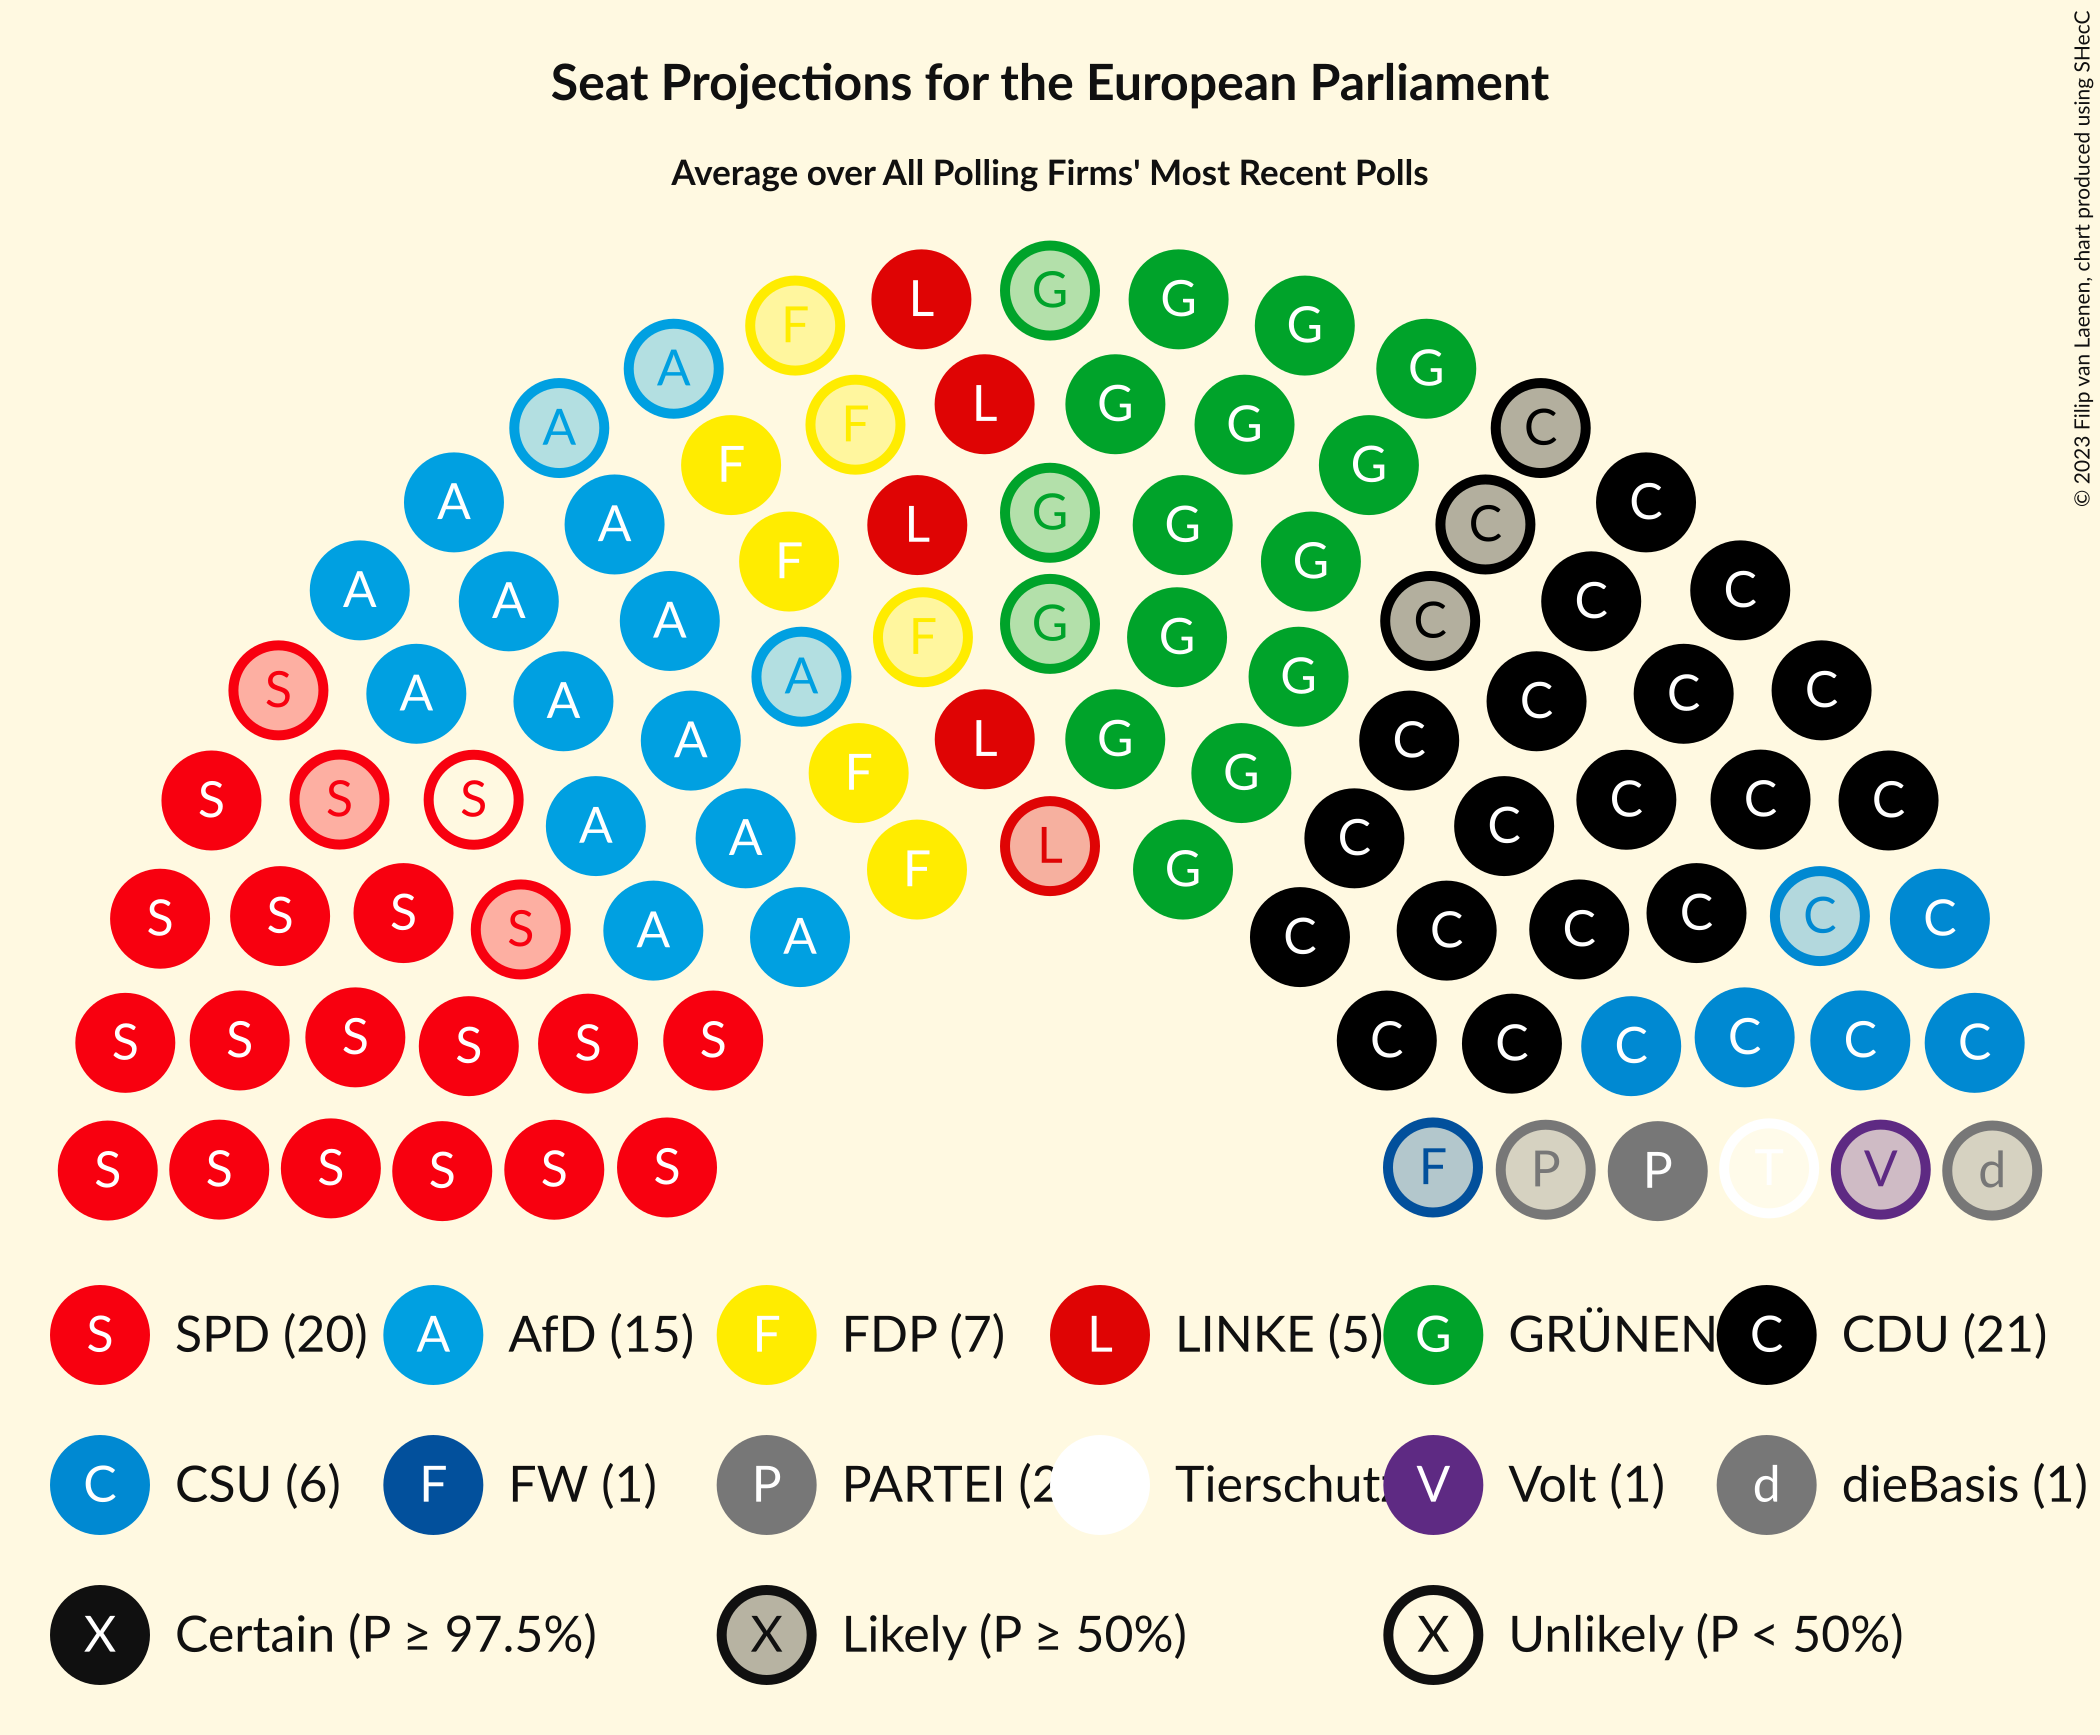 Seat Projections for the European Parliament
Average over All Polling Firms' Most Recent Polls
© 2023 Filip van Laenen, chart produced using SHecC
L G G G
F G
A L G G
A F G C
A A F L G G G C C
A A F G C C C
A A A F G G G C C C
S A A A A L G G C C C C
S S S A A F L G C C C C C
S S S S A A F G C C C C C C
S S S S S S C C C C C C
S S S S S S F P P T V d
S SPD (20) A AfD (15) F FDP (7) L LINKE (5) G GRÜNEN C CDU (21)
C CSU (6) F FW (1) P PARTEI (2 Tierschutz V Volt (1) d dieBasis (1)
X Certain (P ≥ 97.5%) X Likely (P ≥ 50%) X Unlikely (P < 50%)